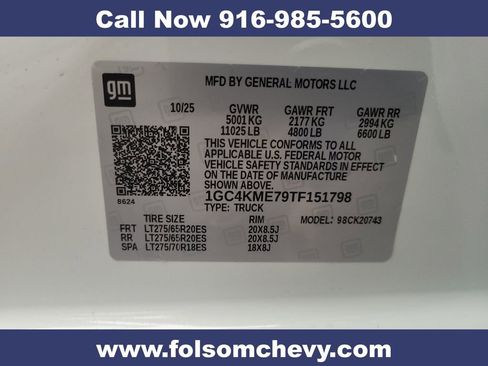 Call Now 916-985-5600
gm
MFD BY GENERAL MOTORS LLC
10/25 GVWR GAWR FRT GAWR RR
5001 KG 2177 KG 2994 KG
11025 LB 4800 LB 6600 LB
THIS VEHICLE CONFORMS TO ALL
APPLICABLE U.S. FEDERAL MOTOR
VEHICLE SAFETY STANDARDS IN EFFECT
ON THE DATE OF MANUFACTURE SHOWN ABOVE.
1GC4KME79TF151798
8624 TYPE: TRUCK
TIRE SIZE RIM MODEL: 98CK20743
FRT LT275/65R20ES 20X8.5J
RR LT275/65R20ES 20X8.5J
SPA LT275/70R18ES 18X8J
www.folsomchevy.com